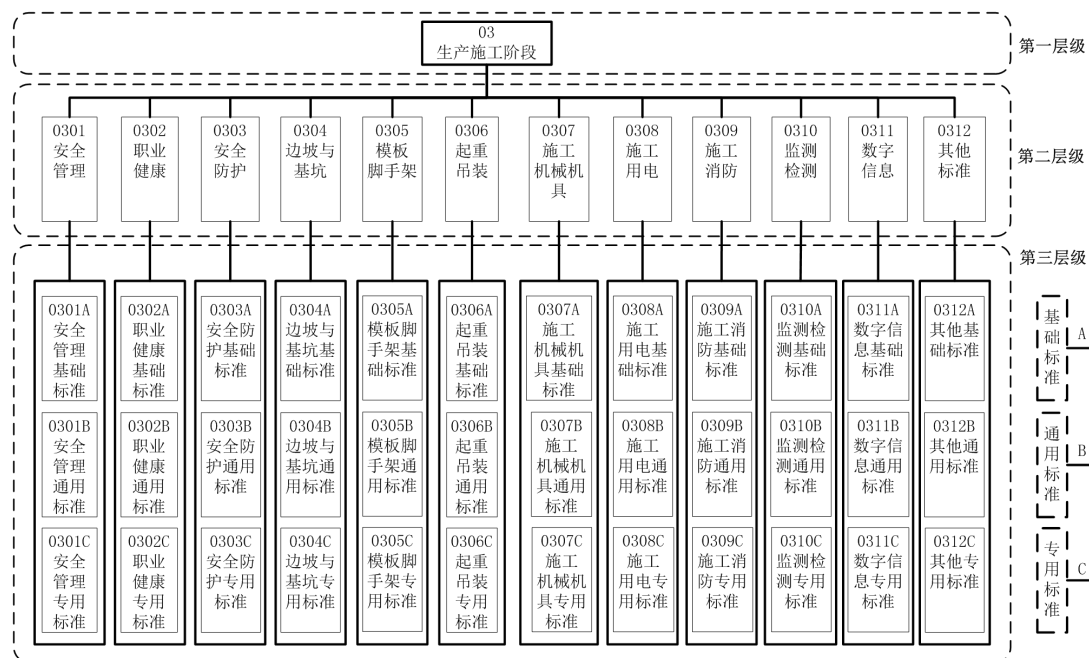 03
生产施工阶段
第一层级
0301
安全
管理
0302
职业
健康
0303
安全
防护
0304
边坡与
基坑
0305
模板
脚手架
0306
起重
吊装
0307
施工
机械机
具
0308
施工
用电
0309
施工
消防
0310
监测
检测
0311
数字
信息
0312
其他
标准
第二层级
第三层级
0301A
安全
管理
基础
标准
0302A
职业
健康
基础
标准
0303A
安全防
护基础
标准
0304A
边坡与
基坑基
础标准
0305A
模板脚
手架基
础标准
0306A
起重
吊装
基础
标准
0307A
施工
机械机
具基础
标准
0308A
施工
用电基
础标准
0309A
施工消
防基础
标准
0310A
监测检
测基础
标准
0311A
数字信
息基础
标准
0312A
其他基
础标准
基础标准
A
0301B
安全
管理
通用
标准
0302B
职业
健康
通用
标准
0303B
安全防
护通用
标准
0304B
边坡与
基坑通
用标准
0305B
模板脚
手架通
用标准
0306B
起重
吊装
通用
标准
0307B
施工
机械机
具通用
标准
0308B
施工
用电通
用标准
0309B
施工消
防通用
标准
0310B
监测检
测通用
标准
0311B
数字信
息通用
标准
0312B
其他通
用标准
通用标准
B
0301C
安全
管理
专用
标准
0302C
职业
健康
专用
标准
0303C
安全防
护专用
标准
0304C
边坡与
基坑专
用标准
0305C
模板脚
手架专
用标准
0306C
起重
吊装
专用
标准
0307C
施工
机械机
具专用
标准
0308C
施工
用电专
用标准
0309C
施工消
防专用
标准
0310C
监测检
测专用
标准
0311C
数字信
息专用
标准
0312C
其他专
用标准
专用标准
C